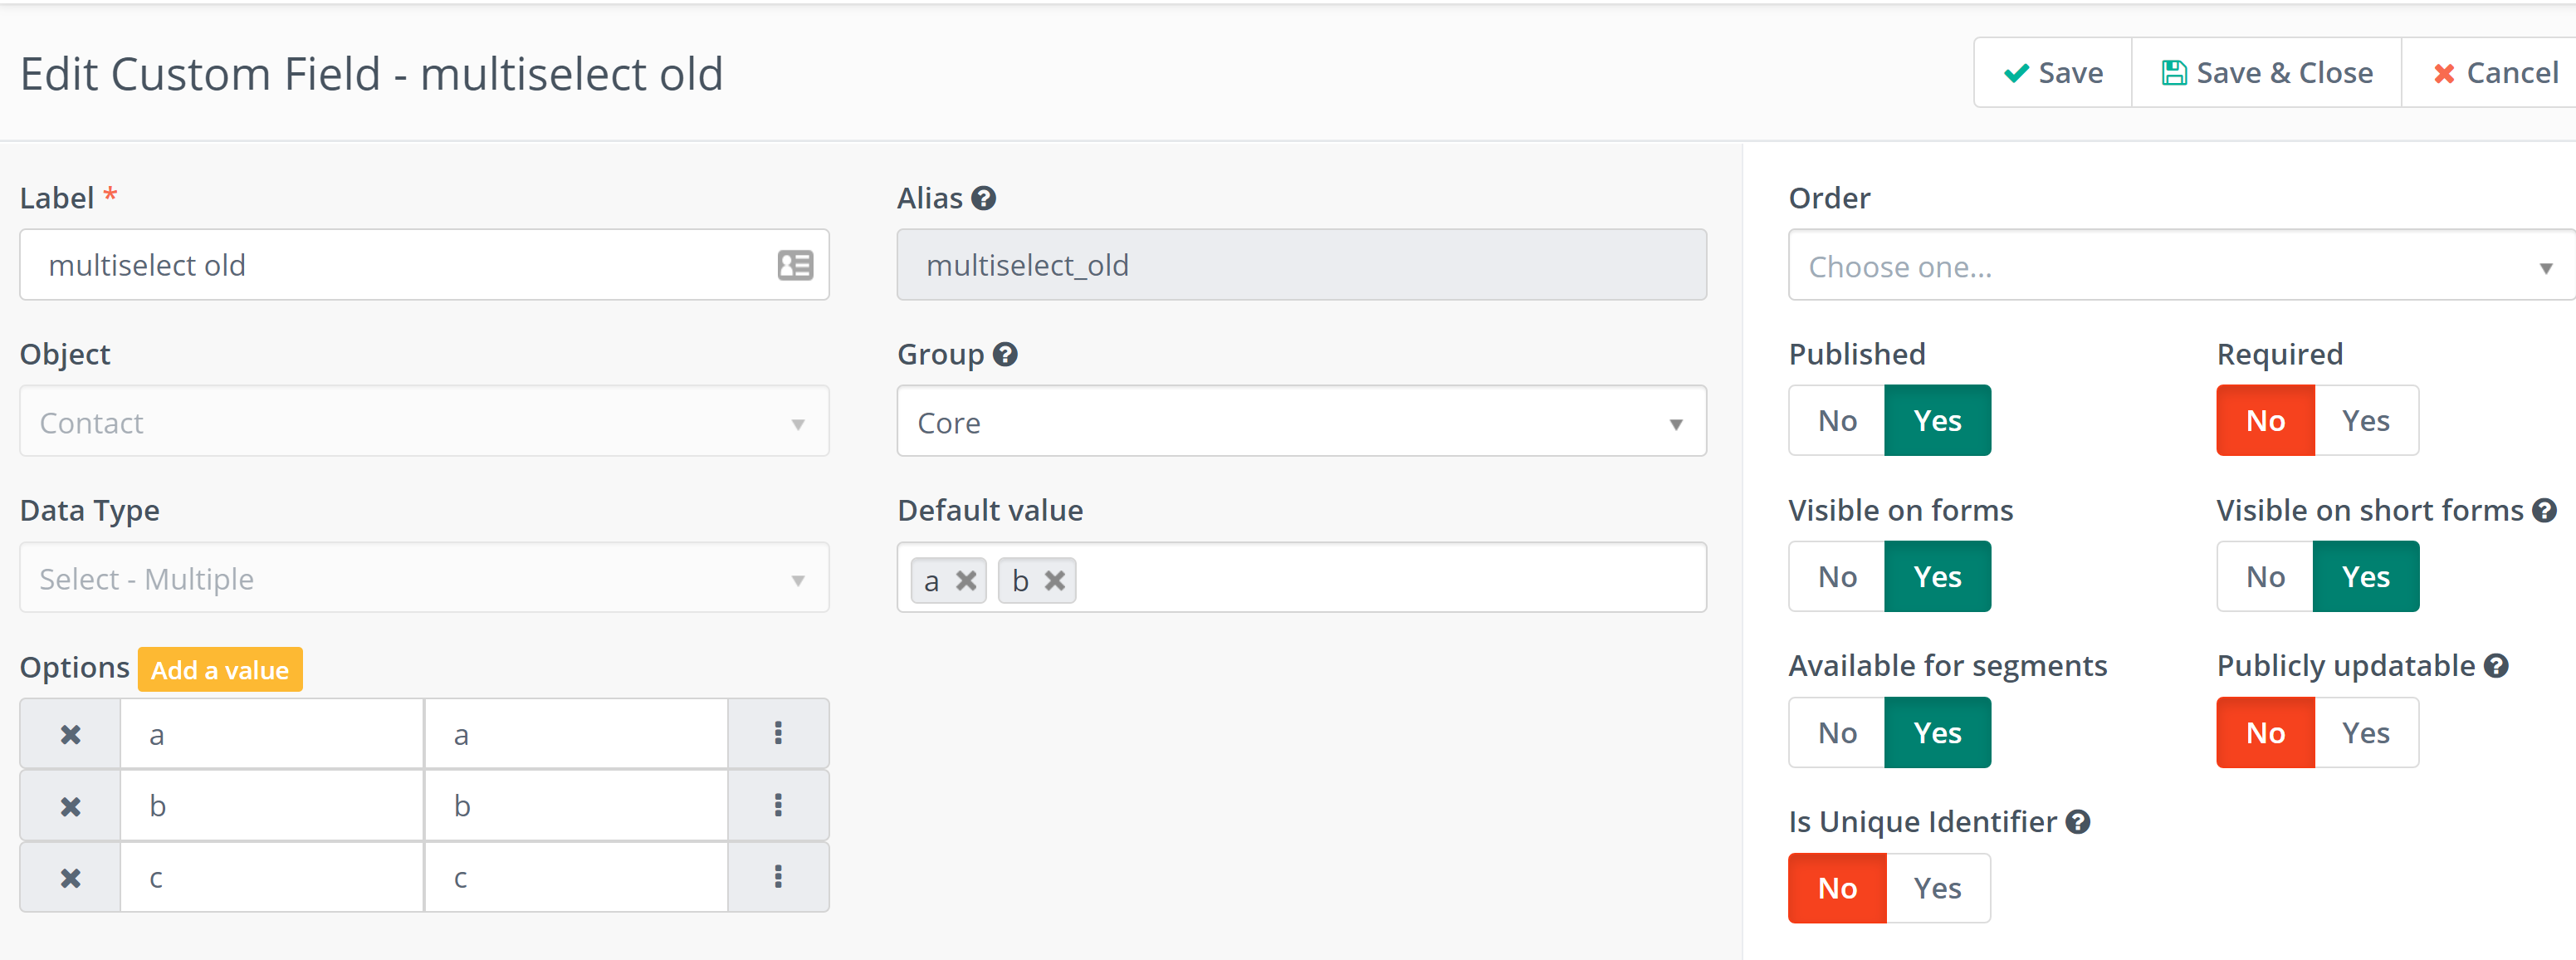 Edit Custom Field - multiselect old
Save
Save & Close
Cancel
Label *
multiselect old
Alias
multiselect_old
Order
Choose one...
Object
Contact
Group
Core
Published
No Yes
Required
No Yes
Data Type
Select - Multiple
Default value
a b
Visible on forms
No Yes
Visible on short forms
No Yes
Options Add a value
a a
b b
c c
Available for segments
No Yes
Publicly updatable
No Yes
Is Unique Identifier
No Yes